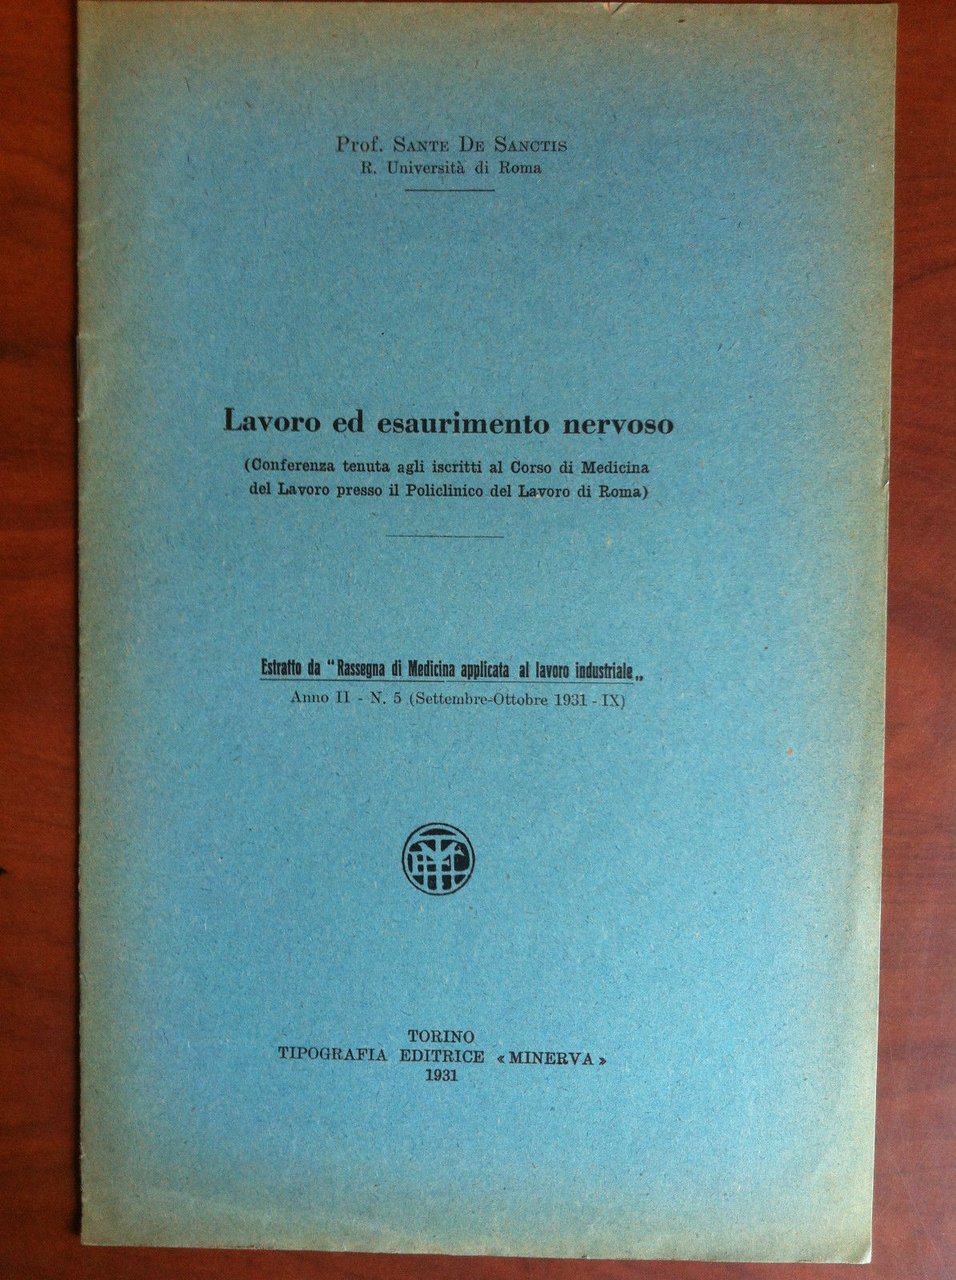 Prof. Sante De Sanctis
R. Università di Roma
Lavoro ed esaurimento nervoso
(Conferenza tenuta agli iscritti al Corso di Medicina
del Lavoro presso il Policlinico del Lavoro di Roma)
Estratto da "Rassegna di Medicina applicata al lavoro industriale„
Anno II - N. 5 (Settembre-Ottobre 1931 - IX)
TORINO
TIPOGRAFIA EDITRICE «MINERVA»
1931